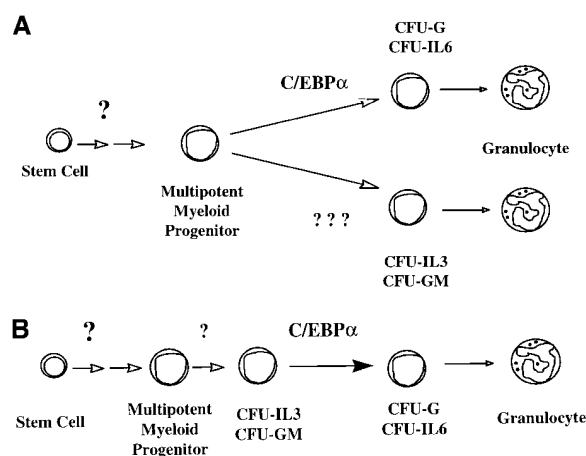 A
CFU-G
CFU-IL6
C/EBPα
?
Stem Cell
Granulocyte
Multipotent
Myeloid
Progenitor
? ? ?
CFU-IL3
CFU-GM
B
?
?
C/EBPα
Stem Cell
Multipotent
Myeloid
Progenitor
CFU-IL3
CFU-GM
CFU-G
CFU-IL6
Granulocyte